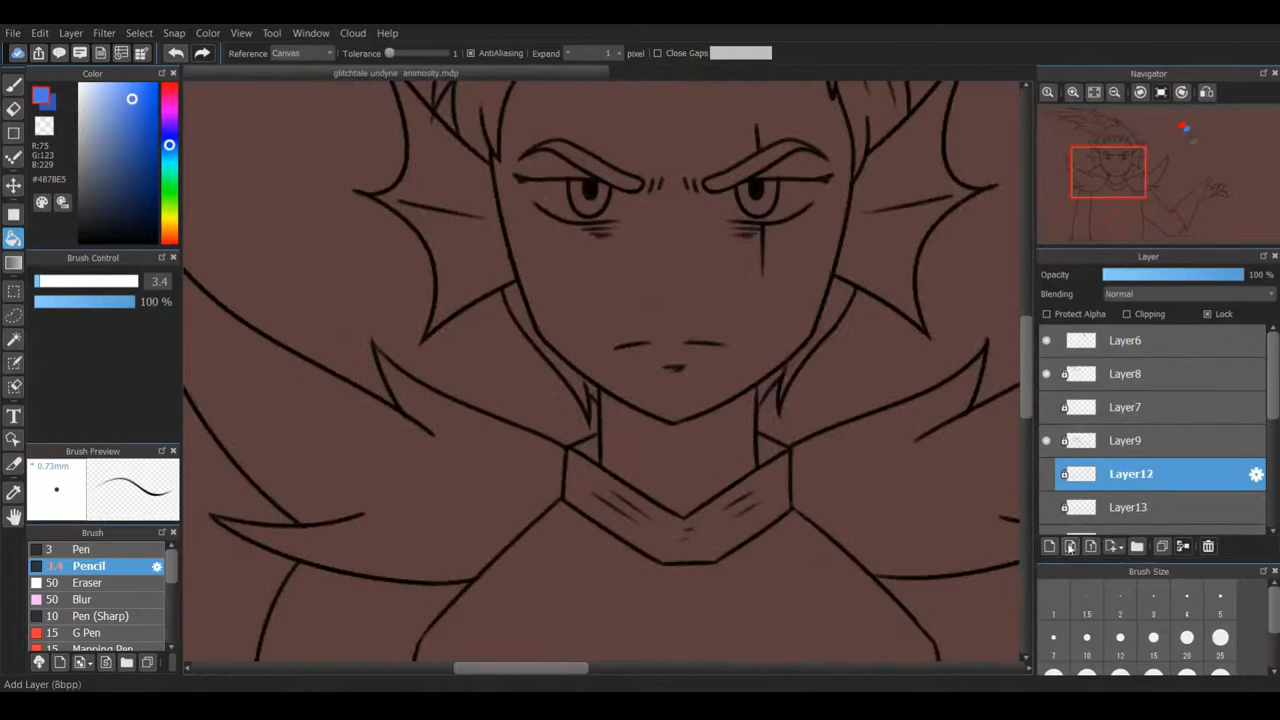 File Edit View Layer Filter Select Snap Color Tool Window Cloud Help
Reference Canvas Tolerance 1 AntiAliasing Expand 1 pixel Close Gaps
Color
glitchtale undyne animosity.mdp
Navigator
R:75
G:123
B:229
#4B7BE5
Brush Control
3.4
100 %
Layer
Opacity 100 %
Blending Normal
Protect Alpha Clipping Lock
Layer6
Layer8
Layer7
Layer9
Layer12
Layer13
Brush Preview
* 0.73mm
Brush
3 Pen
3.4 Pencil
50 Eraser
50 Blur
10 Pen (Sharp)
15 G Pen
15 Mapping Pen
Brush Size
1 1.5 2 3 4 5
7 10 12 15 20 25
Add Layer (8bpp)